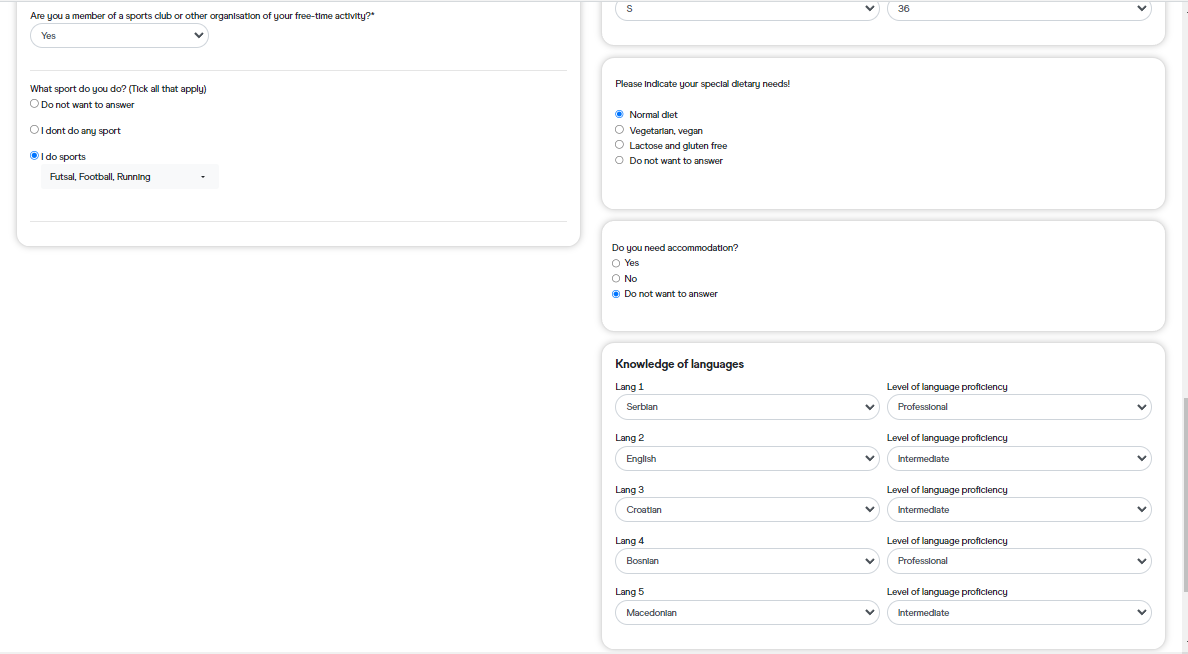 Are you a member of a sports club or other organisation of your free-time activity?*
Yes
What sport do you do? (Tick all that apply)
Do not want to answer
I dont do any sport
I do sports
Futsal, Football, Running
S
36
Please indicate your special dietary needs!
Normal diet
Vegetarian, vegan
Lactose and gluten free
Do not want to answer
Do you need accommodation?
Yes
No
Do not want to answer
Knowledge of languages
Lang 1
Level of language proficiency
Serbian
Professional
Lang 2
Level of language proficiency
English
Intermediate
Lang 3
Level of language proficiency
Croatian
Intermediate
Lang 4
Level of language proficiency
Bosnian
Professional
Lang 5
Level of language proficiency
Macedonian
Intermediate